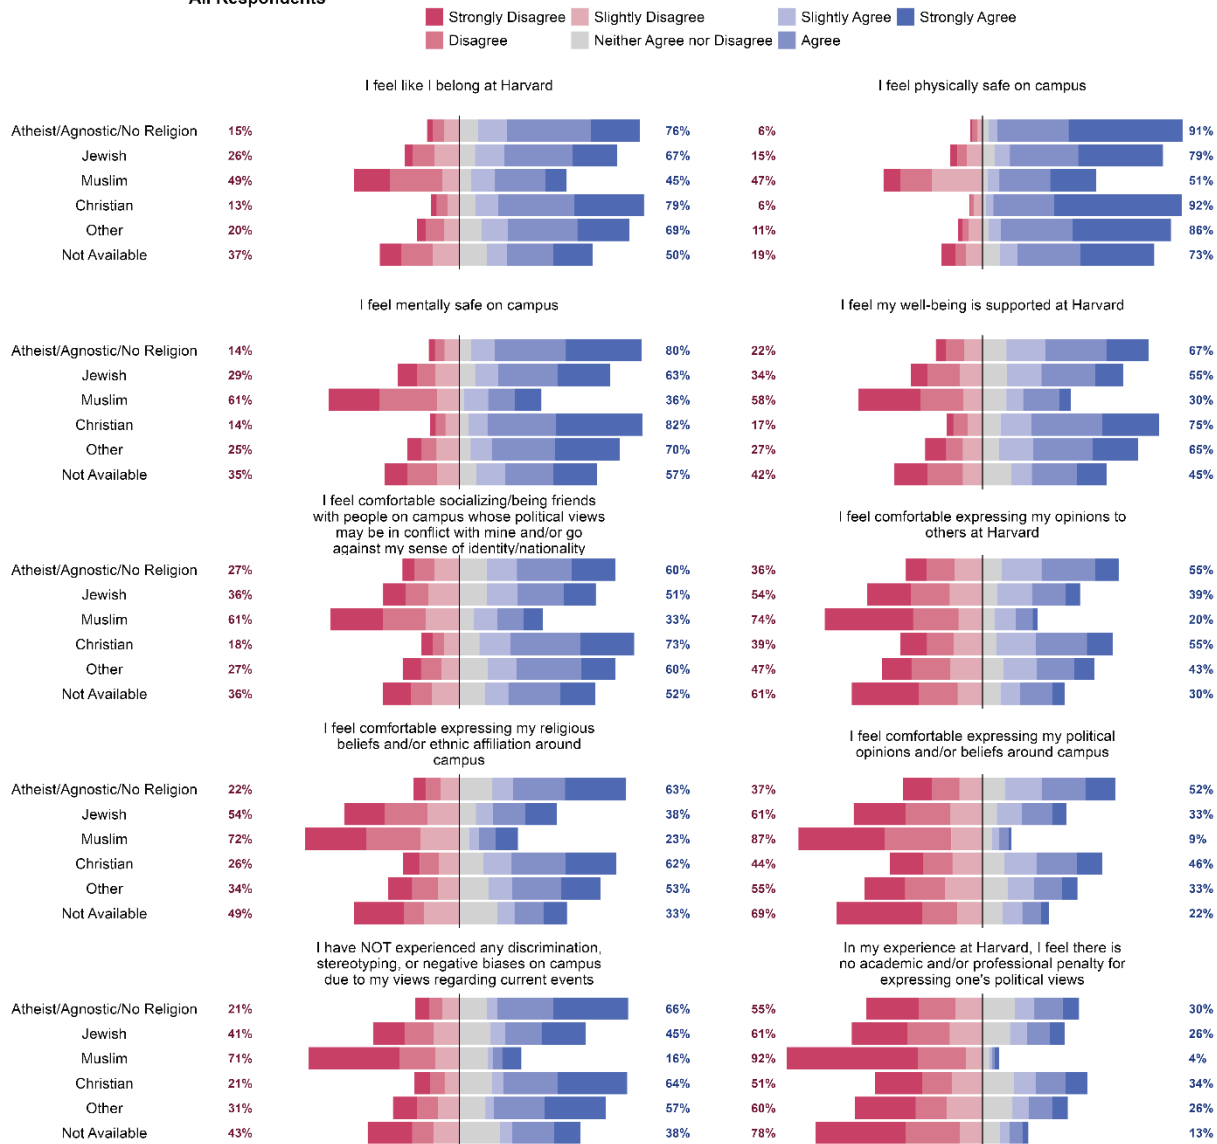 All Respondents
Strongly Disagree Slightly Disagree Slightly Agree Strongly Agree
Disagree Neither Agree nor Disagree Agree
I feel like I belong at Harvard I feel physically safe on campus
Atheist/Agnostic/No Religion 15% 76% 6% 91%
Jewish 26% 67% 15% 79%
Muslim 49% 45% 47% 51%
Christian 13% 79% 6% 92%
Other 20% 69% 11% 86%
Not Available 37% 50% 19% 73%
I feel mentally safe on campus I feel my well-being is supported at Harvard
Atheist/Agnostic/No Religion 14% 80% 22% 67%
Jewish 29% 63% 34% 55%
Muslim 61% 36% 58% 30%
Christian 14% 82% 17% 75%
Other 25% 70% 27% 65%
Not Available 35% 57% 42% 45%
I feel comfortable socializing/being friends
with people on campus whose political views
may be in conflict with mine and/or go
against my sense of identity/nationality
I feel comfortable expressing my opinions to
others at Harvard
Atheist/Agnostic/No Religion 27% 60% 36% 55%
Jewish 36% 51% 54% 39%
Muslim 61% 33% 74% 20%
Christian 18% 73% 39% 55%
Other 27% 60% 47% 43%
Not Available 36% 52% 61% 30%
I feel comfortable expressing my religious
beliefs and/or ethnic affiliation around
campus
I feel comfortable expressing my political
opinions and/or beliefs around campus
Atheist/Agnostic/No Religion 22% 63% 37% 52%
Jewish 54% 38% 61% 33%
Muslim 72% 23% 87% 9%
Christian 26% 62% 44% 46%
Other 34% 53% 55% 33%
Not Available 49% 33% 69% 22%
I have NOT experienced any discrimination,
stereotyping, or negative biases on campus
due to my views regarding current events
In my experience at Harvard, I feel there is
no academic and/or professional penalty for
expressing one's political views
Atheist/Agnostic/No Religion 21% 66% 55% 30%
Jewish 41% 45% 61% 26%
Muslim 71% 16% 92% 4%
Christian 21% 64% 51% 34%
Other 31% 57% 60% 26%
Not Available 43% 38% 78% 13%